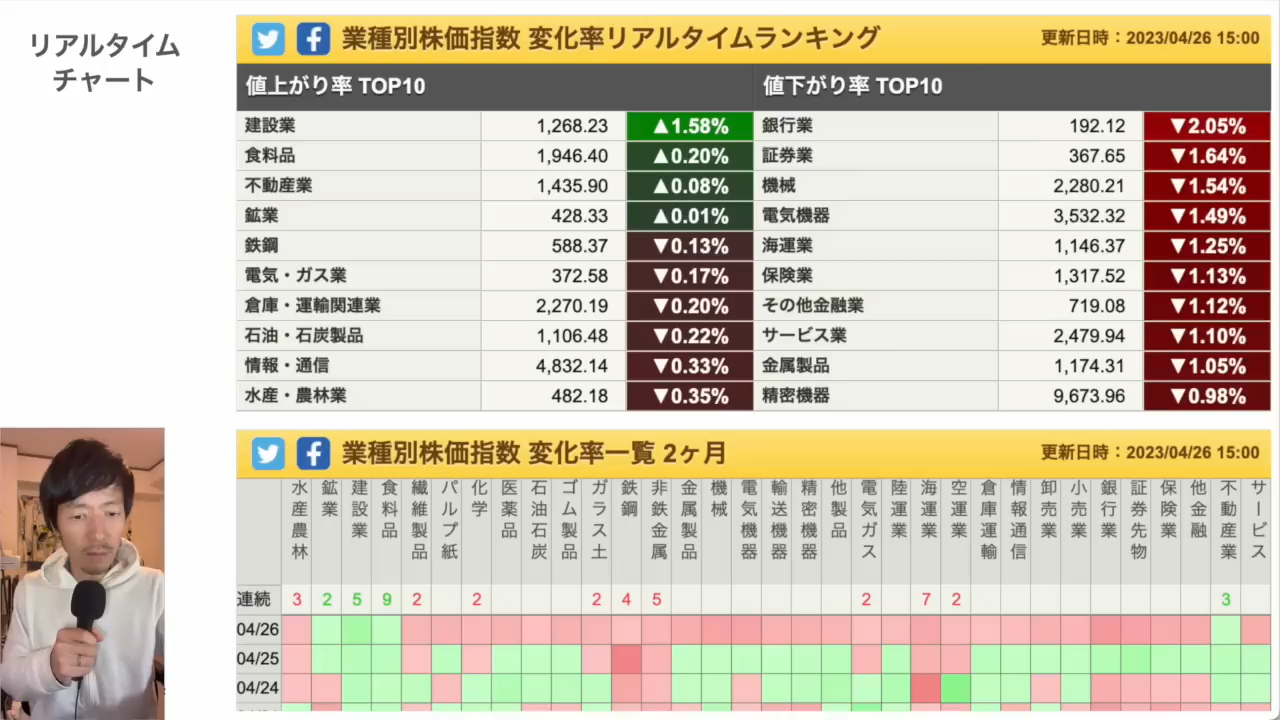 リアルタイム
チャート
業種別株価指数 変化率リアルタイムランキング
更新日時：2023/04/26 15:00
値上がり率 TOP10
値下がり率 TOP10
建設業 1,268.23 ▲1.58% 銀行業 192.12 ▼2.05%
食料品 1,946.40 ▲0.20% 証券業 367.65 ▼1.64%
不動産業 1,435.90 ▲0.08% 機械 2,280.21 ▼1.54%
鉱業 428.33 ▲0.01% 電気機器 3,532.32 ▼1.49%
鉄鋼 588.37 ▼0.13% 海運業 1,146.37 ▼1.25%
電気・ガス業 372.58 ▼0.17% 保険業 1,317.52 ▼1.13%
倉庫・運輸関連業 2,270.19 ▼0.20% その他金融業 719.08 ▼1.12%
石油・石炭製品 1,106.48 ▼0.22% サービス業 2,479.94 ▼1.10%
情報・通信 4,832.14 ▼0.33% 金属製品 1,174.31 ▼1.05%
水産・農林業 482.18 ▼0.35% 精密機器 9,673.96 ▼0.98%
業種別株価指数 変化率一覧 2ヶ月
更新日時：2023/04/26 15:00
水産農林 鉱業 建設業 食料品 繊維製品 パルプ紙 化学 医薬品 石油石炭 ゴム製品 ガラス土 鉄鋼 非鉄金属 金属製品 機械 電気機器 輸送機器 精密機器 他製品 電気ガス 陸運業 海運業 空運業 倉庫運輸 情報通信 卸売業 小売業 銀行業 証券先物 保険業 他金融 不動産業 サービス
連続 3 2 5 9 2 2 2 4 5 2 7 2 3
04/26
04/25
04/24